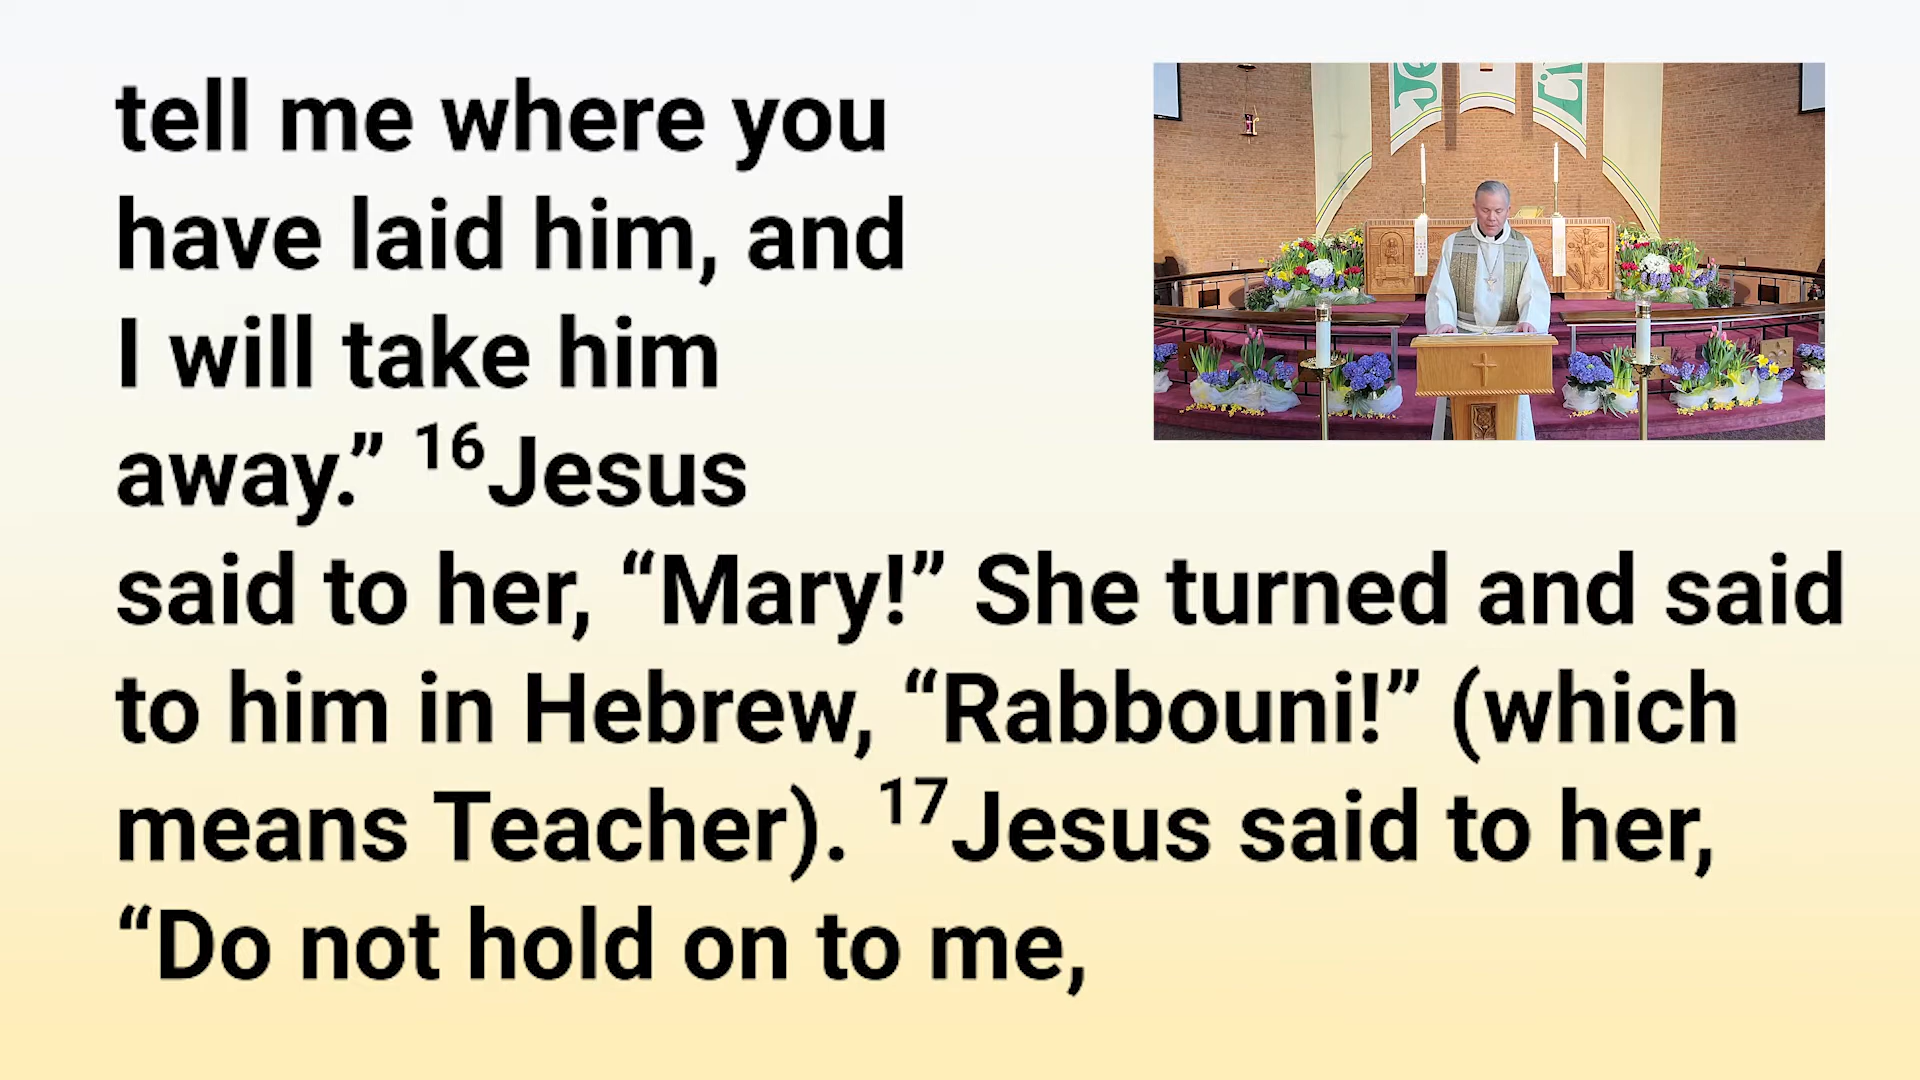 tell me where you
have laid him, and
I will take him
away.” 16Jesus
said to her, “Mary!” She turned and said
to him in Hebrew, “Rabbouni!” (which
means Teacher). 17Jesus said to her,
“Do not hold on to me,